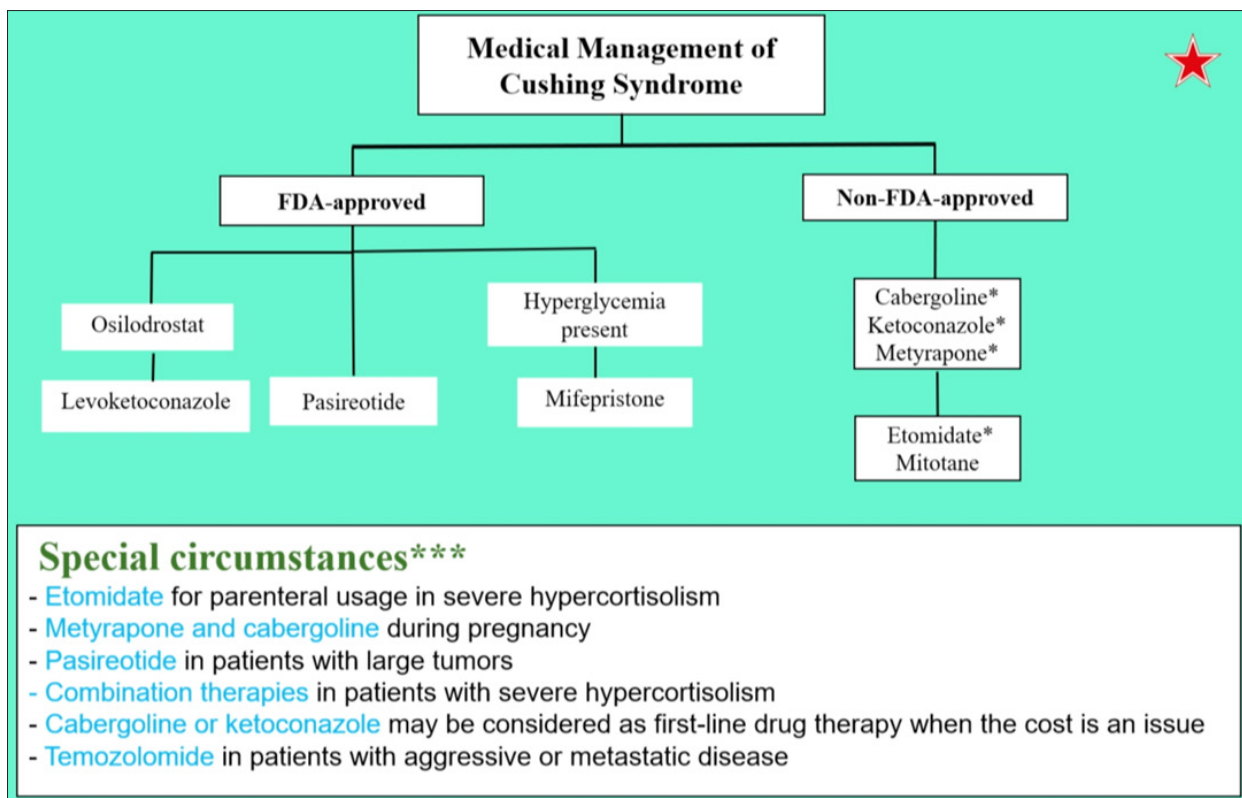 Medical Management of
Cushing Syndrome
FDA-approved
Non-FDA-approved
Osilodrostat
Levoketoconazole
Pasireotide
Hyperglycemia
present
Mifepristone
Cabergoline*
Ketoconazole*
Metyrapone*
Etomidate*
Mitotane
Special circumstances***
- Etomidate for parenteral usage in severe hypercortisolism
- Metyrapone and cabergoline during pregnancy
- Pasireotide in patients with large tumors
- Combination therapies in patients with severe hypercortisolism
- Cabergoline or ketoconazole may be considered as first-line drug therapy when the cost is an issue
- Temozolomide in patients with aggressive or metastatic disease